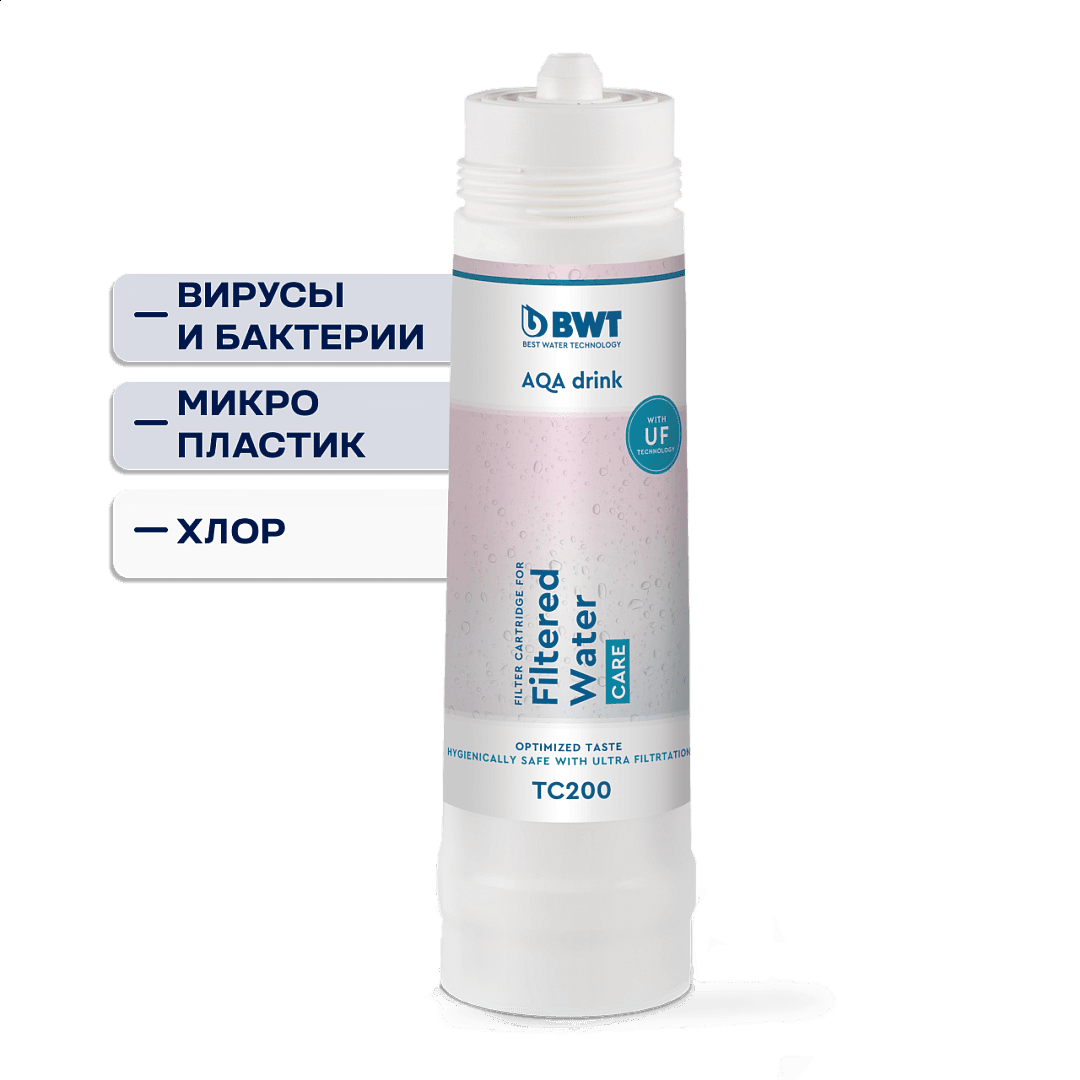 — ВИРУСЫ
И БАКТЕРИИ
— МИКРО
ПЛАСТИК
— ХЛОР
BWT
BEST WATER TECHNOLOGY
AQA drink
WITH
UF
TECHNOLOGY
FILTER CARTRIDGE FOR
Filtered
Water
CARE
OPTIMIZED TASTE
HYGIENICALLY SAFE WITH ULTRA FILTRTATION
TC200